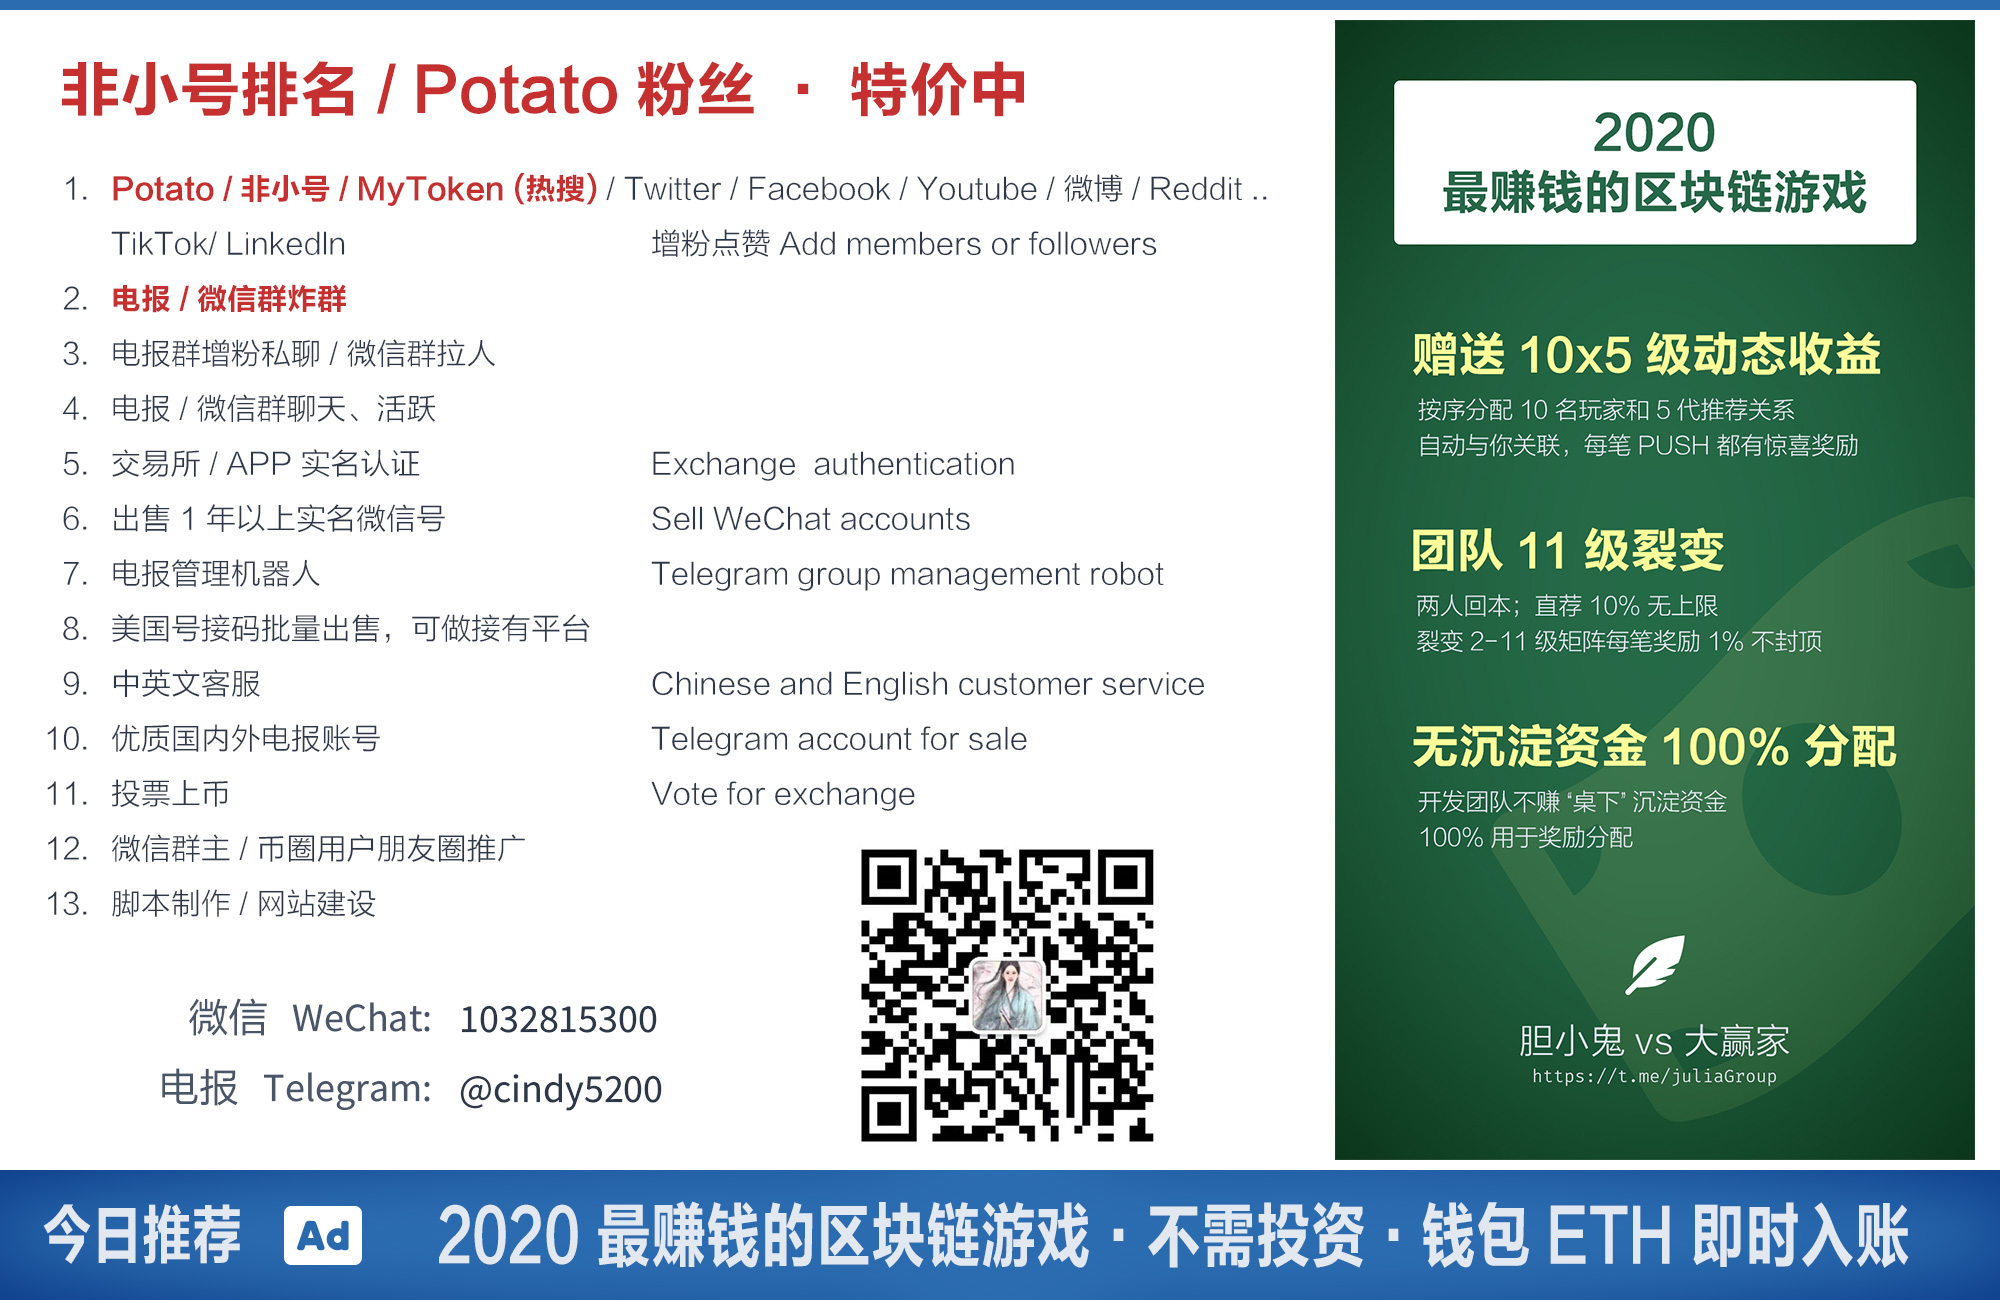 非小号排名 / Potato 粉丝 · 特价中
1. Potato / 非小号 / MyToken (热搜) / Twitter / Facebook / Youtube / 微博 / Reddit ..
TikTok/ LinkedIn 增粉点赞 Add members or followers
2. 电报 / 微信群炸群
3. 电报群增粉私聊 / 微信群拉人
4. 电报 / 微信群聊天、活跃
5. 交易所 / APP 实名认证 Exchange authentication
6. 出售 1 年以上实名微信号 Sell WeChat accounts
7. 电报管理机器人 Telegram group management robot
8. 美国号接码批量出售，可做接有平台
9. 中英文客服 Chinese and English customer service
10. 优质国内外电报账号 Telegram account for sale
11. 投票上币 Vote for exchange
12. 微信群主 / 币圈用户朋友圈推广
13. 脚本制作 / 网站建设
微信 WeChat: 1032815300
电报 Telegram: @cindy5200
2020
最赚钱的区块链游戏
赠送 10x5 级动态收益
按序分配 10 名玩家和 5 代推荐关系
自动与你关联，每笔 PUSH 都有惊喜奖励
团队 11 级裂变
两人回本；直荐 10% 无上限
裂变 2-11 级矩阵每笔奖励 1% 不封顶
无沉淀资金 100% 分配
开发团队不赚 “桌下” 沉淀资金
100% 用于奖励分配
胆小鬼 vs 大赢家
https://t.me/juliaGroup
今日推荐 Ad 2020 最赚钱的区块链游戏 · 不需投资 · 钱包 ETH 即时入账